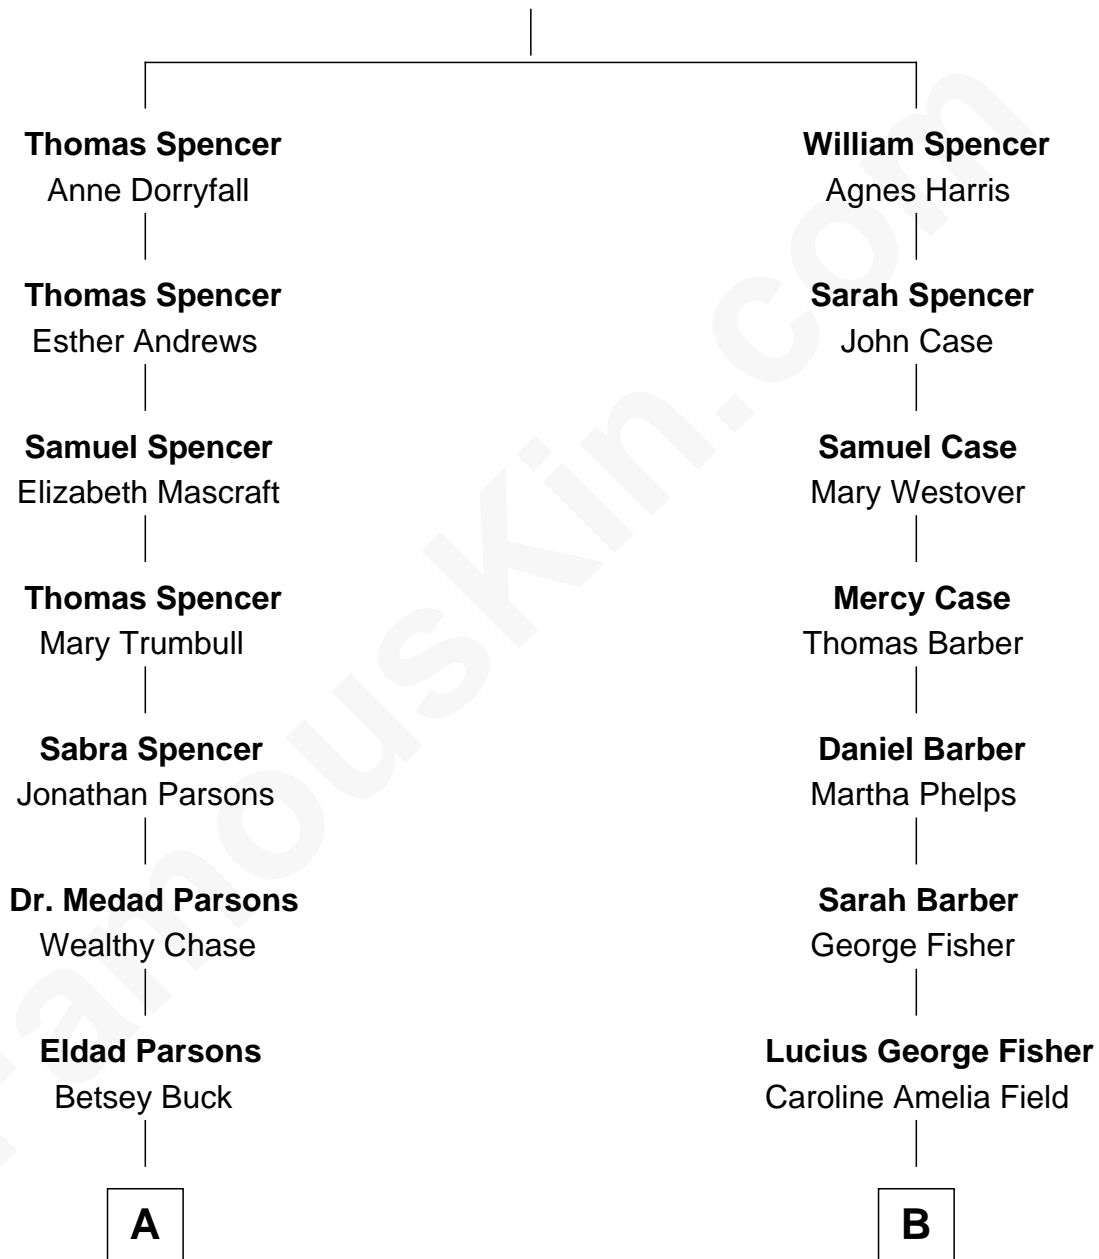 Thomas Spencer
Anne Dorryfall
Thomas Spencer
Esther Andrews
Samuel Spencer
Elizabeth Mascraft
Thomas Spencer
Mary Trumbull
Sabra Spencer
Jonathan Parsons
Dr. Medad Parsons
Wealthy Chase
Eldad Parsons
Betsey Buck
A
William Spencer
Agnes Harris
Sarah Spencer
John Case
Samuel Case
Mary Westover
Mercy Case
Thomas Barber
Daniel Barber
Martha Phelps
Sarah Barber
George Fisher
Lucius George Fisher
Caroline Amelia Field
B
FamousKin.com